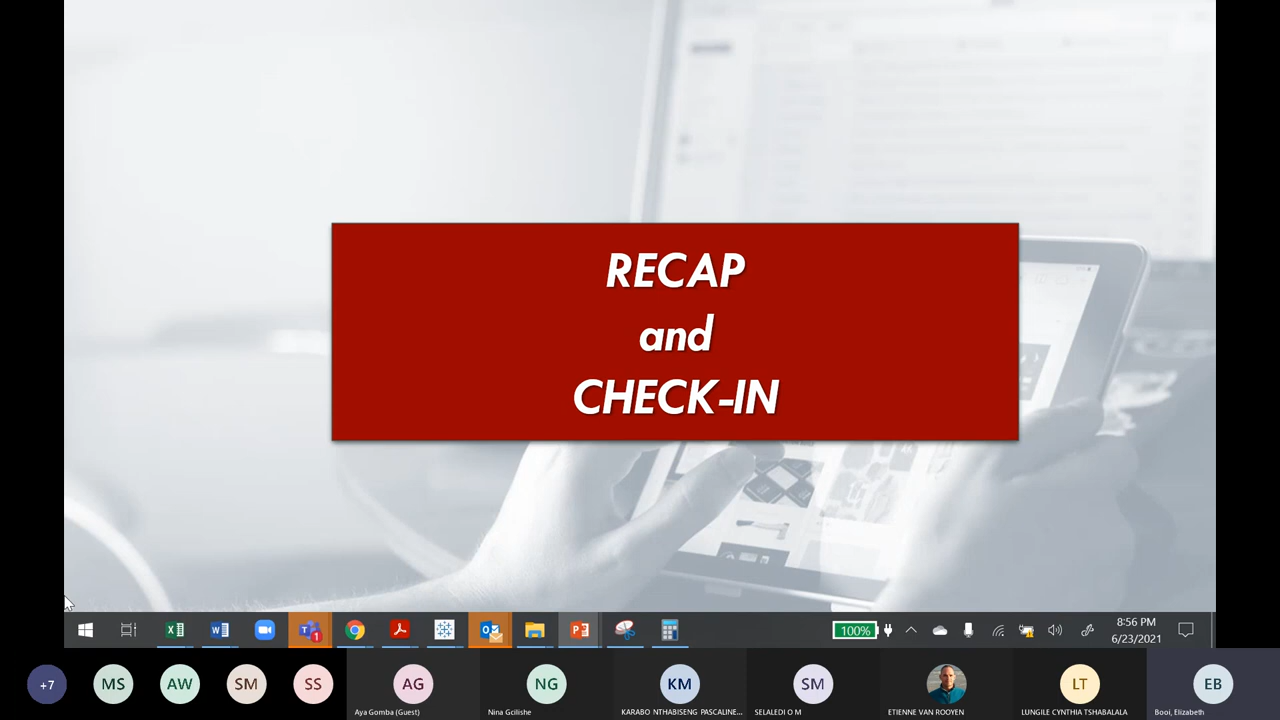 RECAP
and
CHECK-IN
1
100%
8:56 PM
6/23/2021
+7
MS
AW
SM
SS
AG
NG
KM
SM
LT
EB
Aya Gomba (Guest)
Nina Gcilishe
KARABO NTHABISENG PASCALINE...
SELALEDI O M
ETIENNE VAN ROOYEN
LUNGILE CYNTHIA TSHABALALA
Booi, Elizabeth